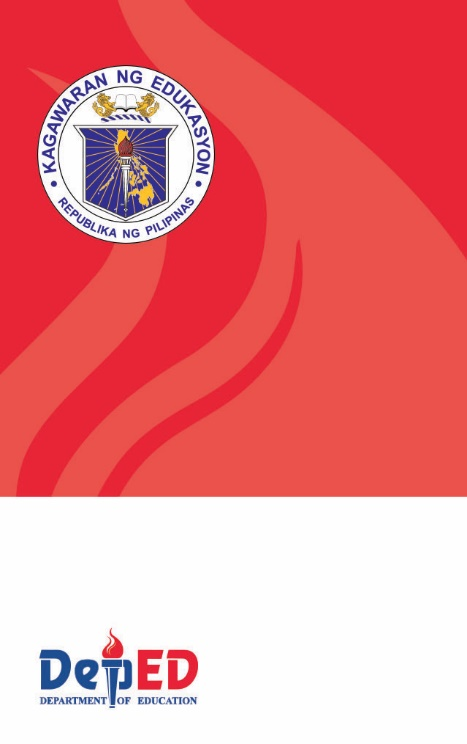 • KAGAWARAN NG EDUKASYON •
REPUBLIKA NG PILIPINAS
DepED
DEPARTMENT OF EDUCATION